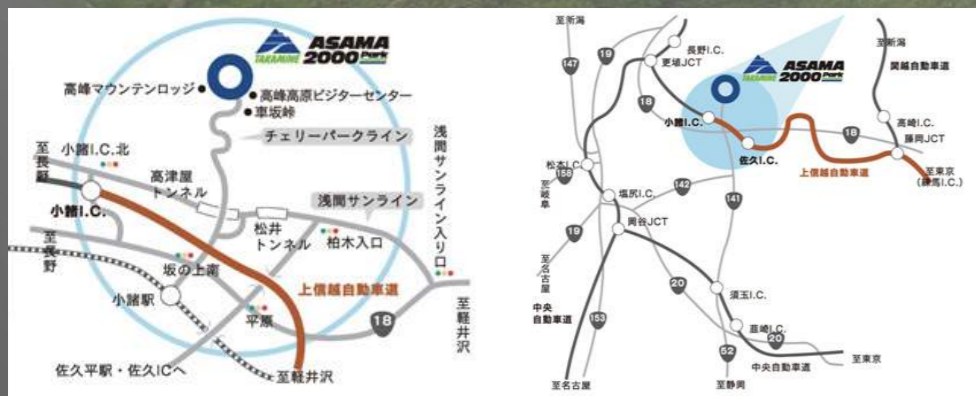 TAKAMINE
ASAMA
2000 Park
高峰マウンテンロッジ
高峰高原ビジターセンター
車坂峠
チェリーパークライン
小諸I.C.北
至長野
高津屋
トンネル
浅間サンライン
浅間サンライン入り口
小諸I.C.
松井
トンネル
柏木入口
至長野
坂の上南
上信越自動車道
小諸駅
平原
18
至軽井沢
佐久平駅・佐久ICへ
至軽井沢
至新潟
19
長野I.C.
147
更埴JCT
TAKAMINE
ASAMA
2000 Park
至新潟
関越自動車道
18
小諸I.C.
高崎I.C.
18
藤岡JCT
佐久I.C.
松本I.C.
158
至岐阜
上信越自動車道
至東京
(練馬I.C.)
塩尻I.C.
142
141
岡谷JCT
19
至名古屋
20
須玉I.C.
中央
自動車道
153
韮崎I.C.
20
52
至東京
中央自動車道
至名古屋
至静岡